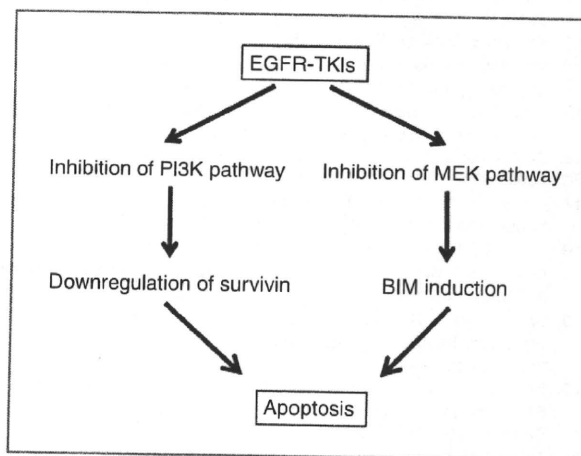 EGFR-TKIs
Inhibition of PI3K pathway
Inhibition of MEK pathway
Downregulation of survivin
BIM induction
Apoptosis